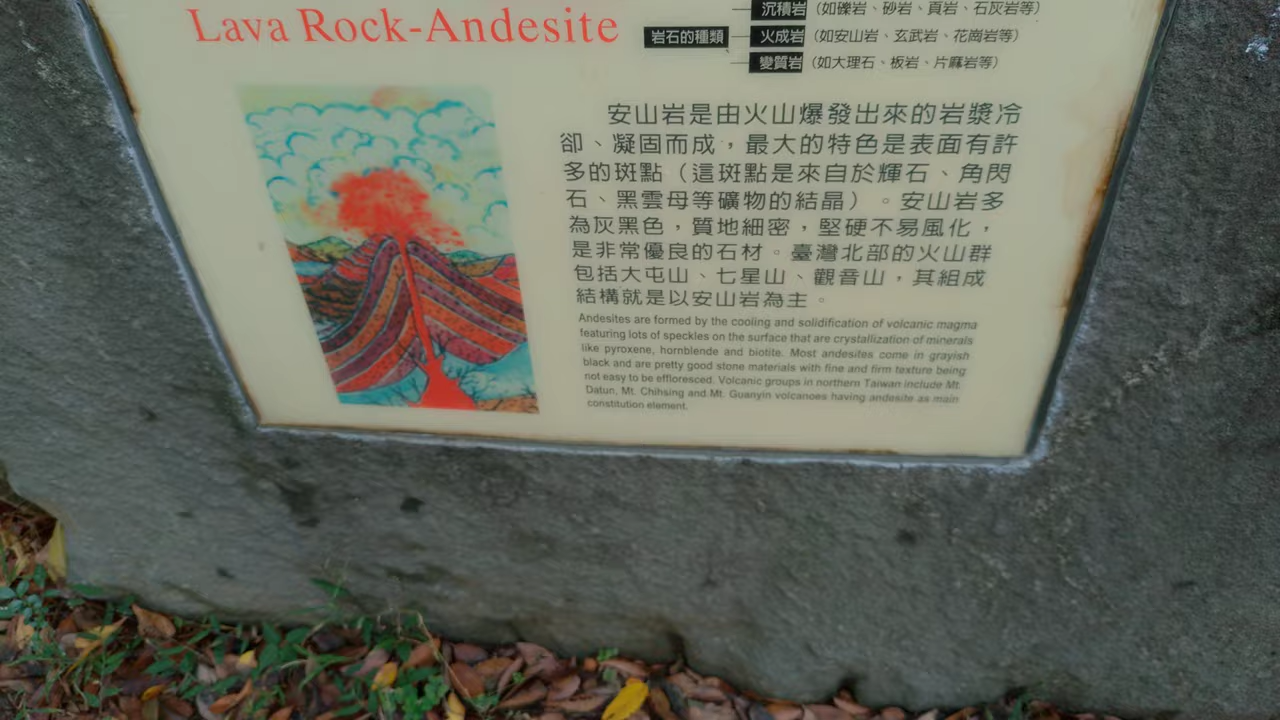 Lava Rock-Andesite
岩石的種類
沉積岩（如礫岩、砂岩、頁岩、石灰岩等）
火成岩（如安山岩、玄武岩、花崗岩等）
變質岩（如大理石、板岩、片麻岩等）
安山岩是由火山爆發出來的岩漿冷
卻、凝固而成，最大的特色是表面有許
多的斑點（這斑點是來自於輝石、角閃
石、黑雲母等礦物的結晶）。安山岩多
為灰黑色，質地細密，堅硬不易風化，
是非常優良的石材。臺灣北部的火山群
包括大屯山、七星山、觀音山，其組成
結構就是以安山岩為主。
Andesites are formed by the cooling and solidification of volcanic magma
featuring lots of speckles on the surface that are crystallization of minerals
like pyroxene, hornblende and biotite. Most andesites come in grayish
black and are pretty good stone materials with fine and firm texture being
not easy to be effloresced. Volcanic groups in northern Taiwan include Mt.
Datun, Mt. Chihsing and Mt. Guanyin volcanoes having andesite as main
constitution element.